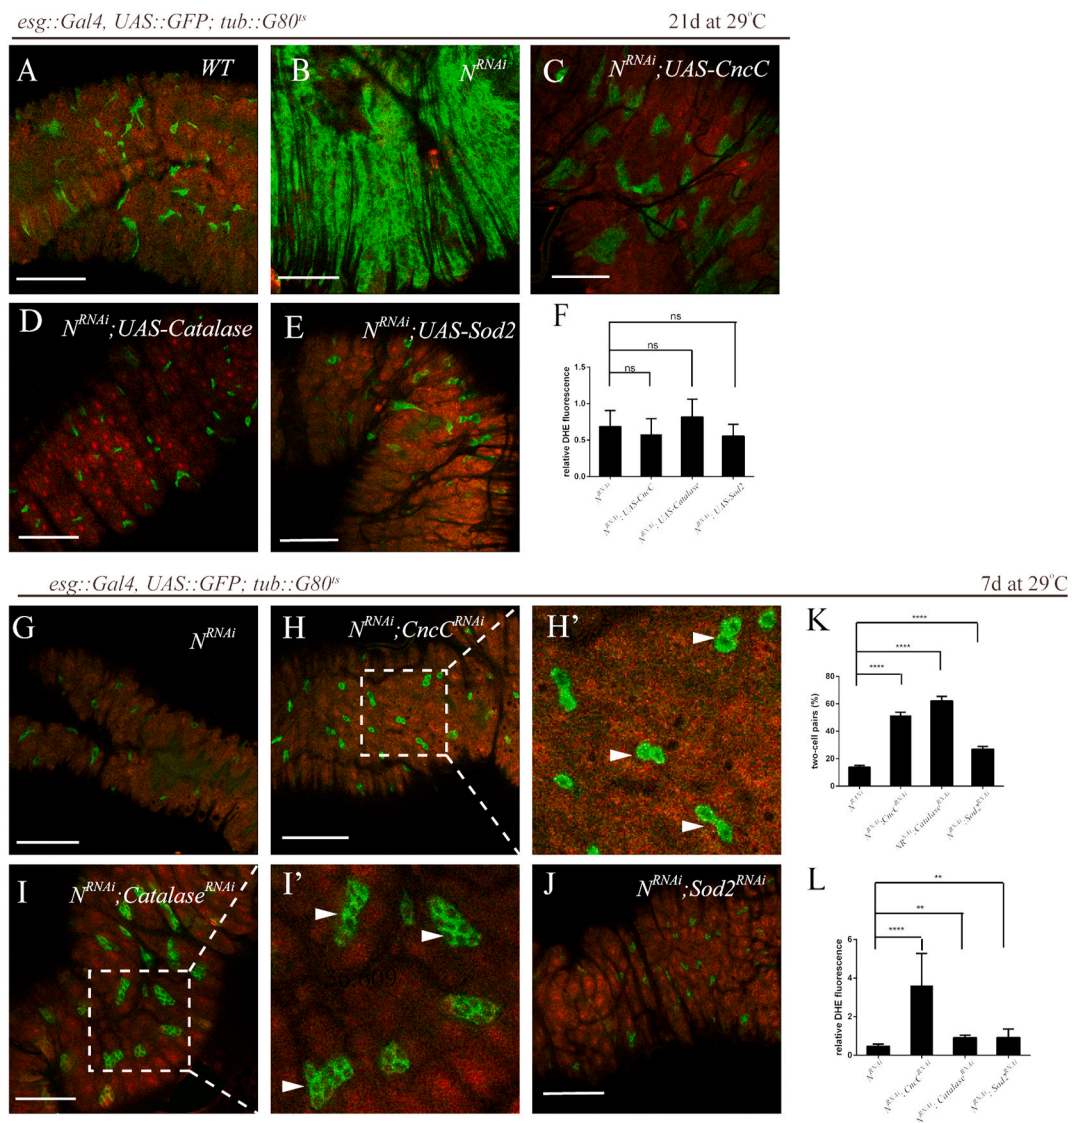 esg::Gal4, UAS::GFP; tub::G80ts 21d at 29°C
A WT
B NRNAi
C NRNAi;UAS-CncC
D NRNAi;UAS-Catalase
E NRNAi;UAS-Sod2
F
ns
ns
ns
relative DHE fluorescence
1.5
1.0
0.5
0.0
NRNAi
NRNAi; UAS-CncC
NRNAi; UAS-Catalase
NRNAi; UAS-Sod2
esg::Gal4, UAS::GFP; tub::G80ts 7d at 29°C
G NRNAi
H NRNAi;CncCRNAi
H'
K
****
****
****
two-cell pairs (%)
80
60
40
20
0
NRNAi
NRNAi;CncCRNAi
NRNAi;CatalaseRNAi
NRNAi;Sod2RNAi
I NRNAi;CatalaseRNAi
I'
J NRNAi;Sod2RNAi
L
**
**
****
relative DHE fluorescence
6
4
2
0
NRNAi
NRNAi; CncCRNAi
NRNAi; CatalaseRNAi
NRNAi; Sod2RNAi